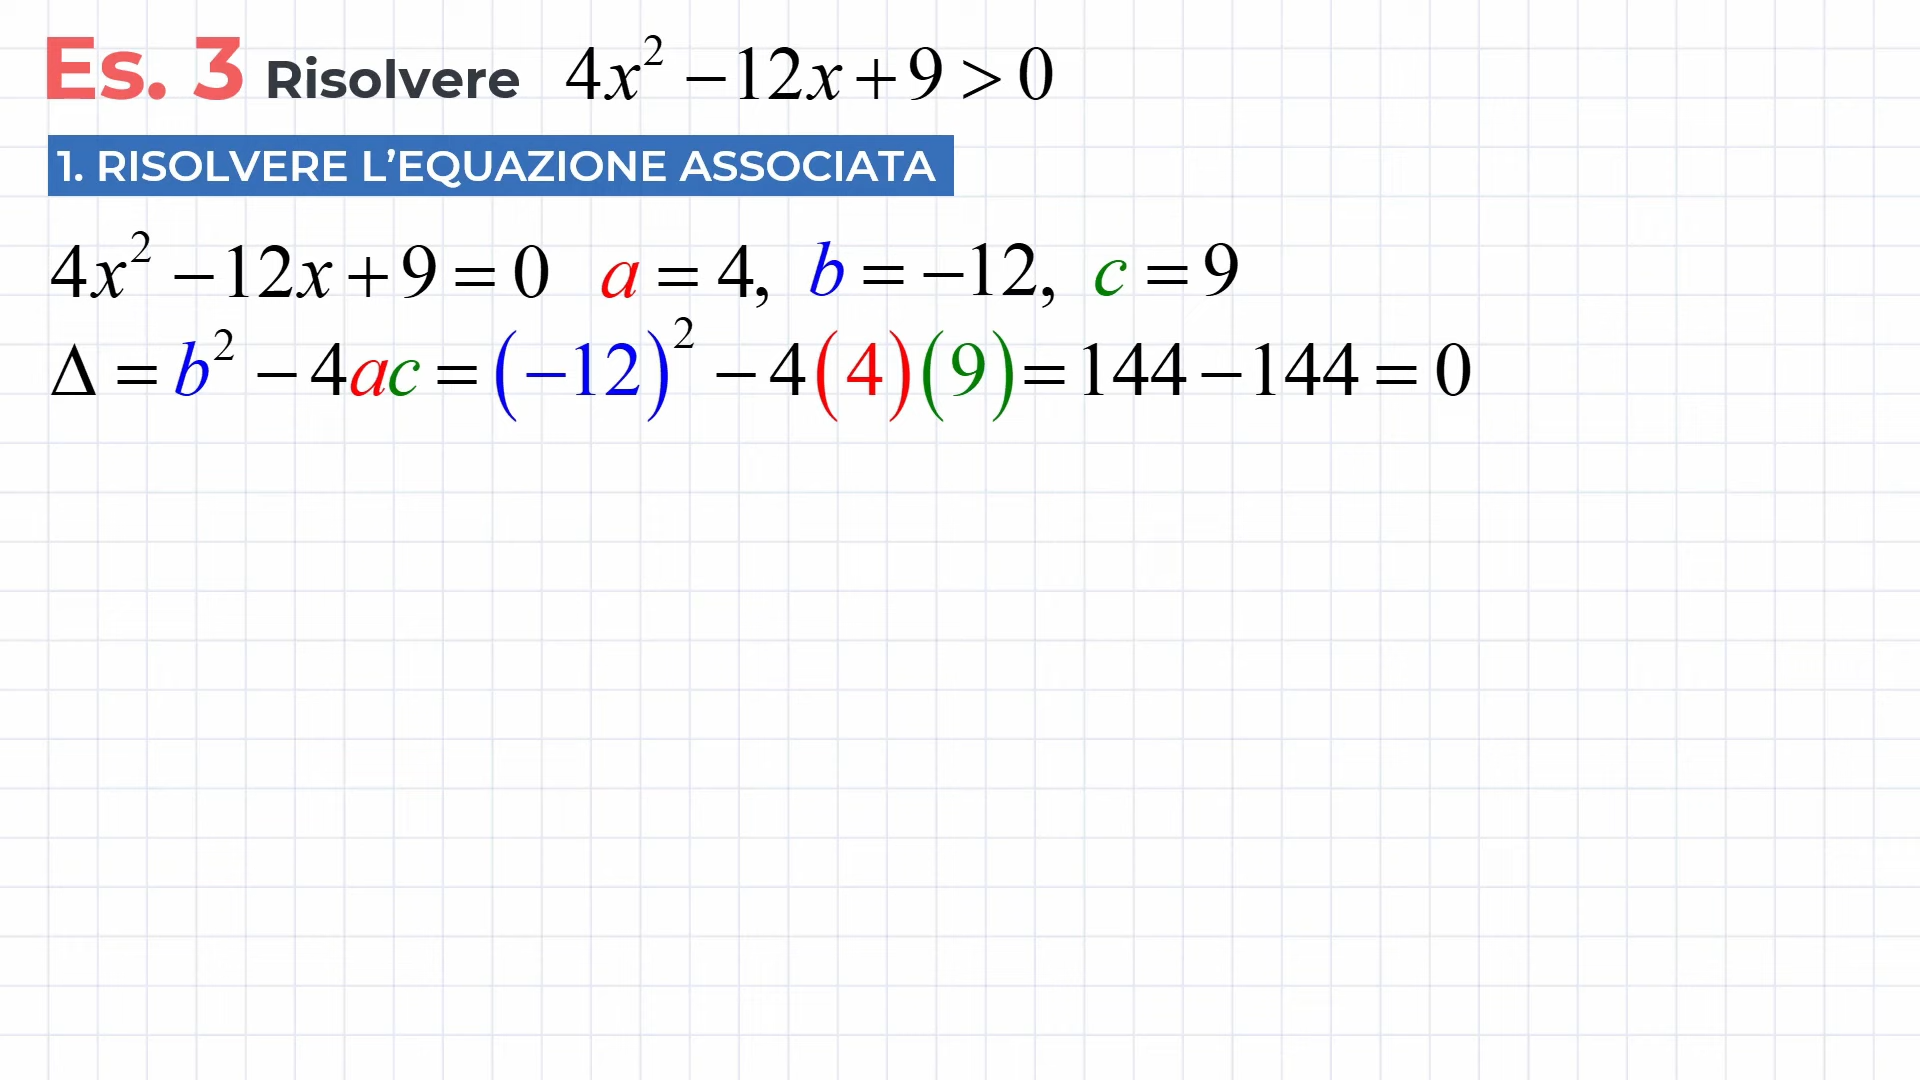 Es. 3 Risolvere 4x² − 12x + 9 > 0
1. RISOLVERE L’EQUAZIONE ASSOCIATA
4x² − 12x + 9 = 0 a = 4, b = −12, c = 9
Δ = b² − 4ac = (−12)² − 4(4)(9) = 144 − 144 = 0